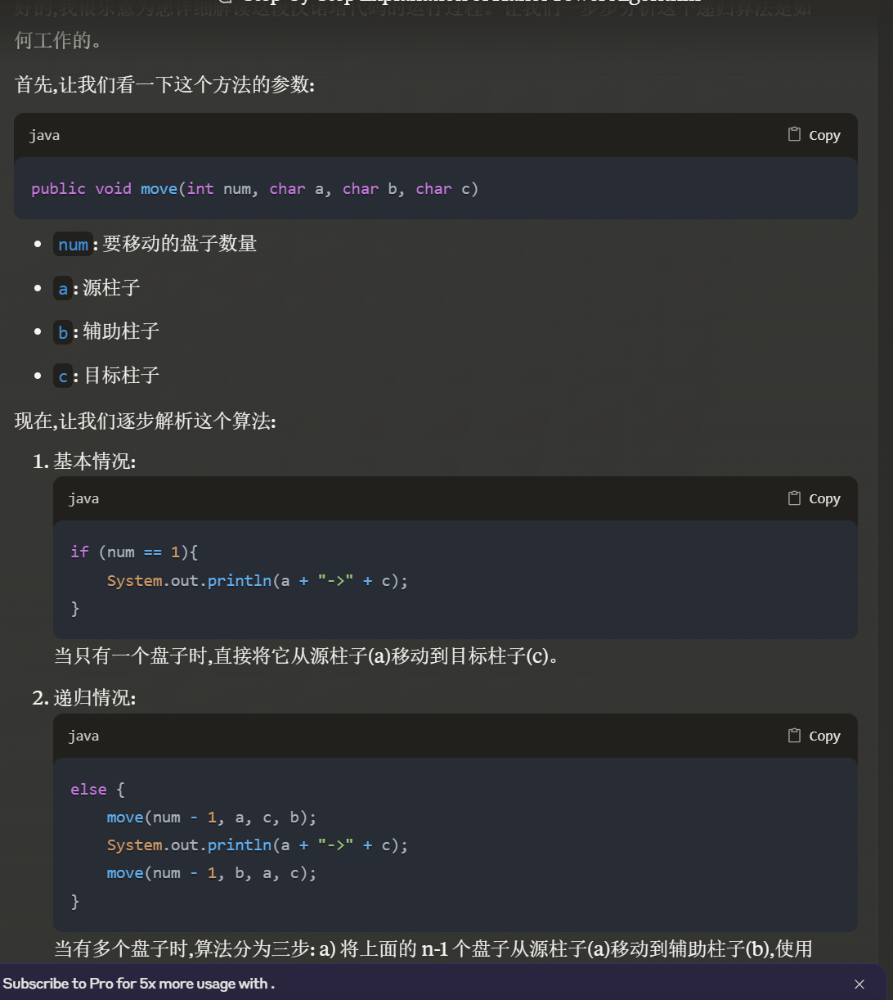 好的,我很乐意为您详细解读这段汉诺塔代码的运行过程。让我们一步步分析这个递归算法是如
何工作的。
首先,让我们看一下这个方法的参数:
java
Copy
public void move(int num, char a, char b, char c)
• num : 要移动的盘子数量
• a : 源柱子
• b : 辅助柱子
• c : 目标柱子
现在,让我们逐步解析这个算法:
1. 基本情况:
java
Copy
if (num == 1){
System.out.println(a + "->" + c);
}
当只有一个盘子时,直接将它从源柱子(a)移动到目标柱子(c)。
2. 递归情况:
java
Copy
else {
move(num - 1, a, c, b);
System.out.println(a + "->" + c);
move(num - 1, b, a, c);
}
当有多个盘子时,算法分为三步: a) 将上面的 n-1 个盘子从源柱子(a)移动到辅助柱子(b),使用
Subscribe to Pro for 5x more usage with .